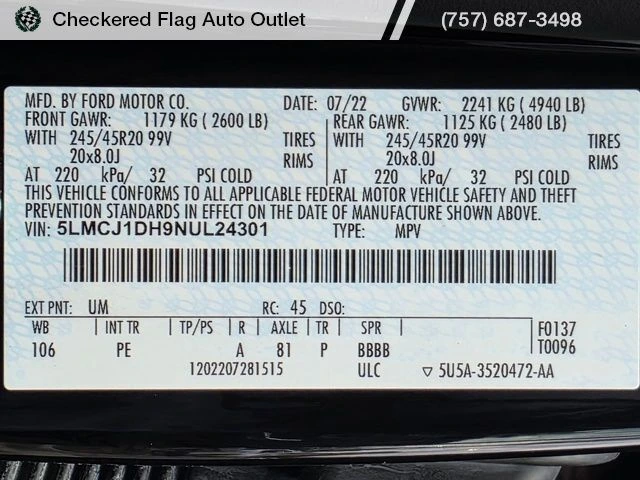 Checkered Flag Auto Outlet (757) 687-3498
MFD. BY FORD MOTOR CO. DATE: 07/22 GVWR: 2241 KG ( 4940 LB)
FRONT GAWR: 1179 KG ( 2600 LB) REAR GAWR: 1125 KG ( 2480 LB)
WITH 245/45R20 99V TIRES WITH 245/45R20 99V TIRES
20x8.0J RIMS 20x8.0J RIMS
AT 220 kPa/ 32 PSI COLD AT 220 kPa/ 32 PSI COLD
THIS VEHICLE CONFORMS TO ALL APPLICABLE FEDERAL MOTOR VEHICLE SAFETY AND THEFT
PREVENTION STANDARDS IN EFFECT ON THE DATE OF MANUFACTURE SHOWN ABOVE.
VIN: 5LMCJ1DH9NUL24301 TYPE: MPV
EXT PNT: UM RC: 45 DSO:
WB INT TR TP/PS R AXLE TR SPR F0137
106 PE A 81 P BBBB T0096
1202207281515 ULC ▽ 5U5A-3520472-AA